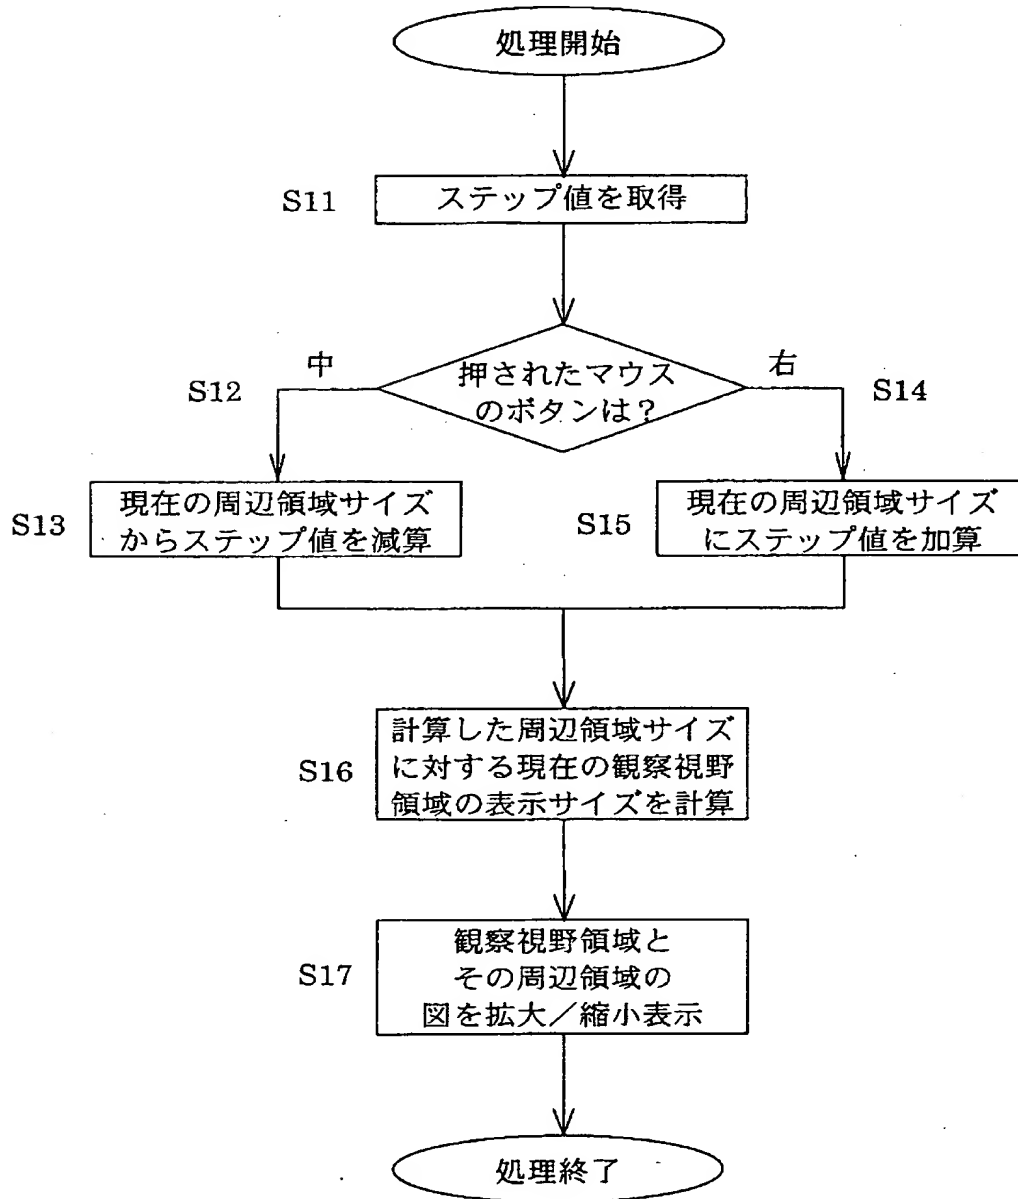 処理開始
S11
ステップ値を取得
中
右
S12
押されたマウス
のボタンは？
S14
S13
現在の周辺領域サイズ
からステップ値を減算
S15
現在の周辺領域サイズ
にステップ値を加算
S16
計算した周辺領域サイズ
に対する現在の観察視野
領域の表示サイズを計算
S17
観察視野領域と
その周辺領域の
図を拡大／縮小表示
処理終了